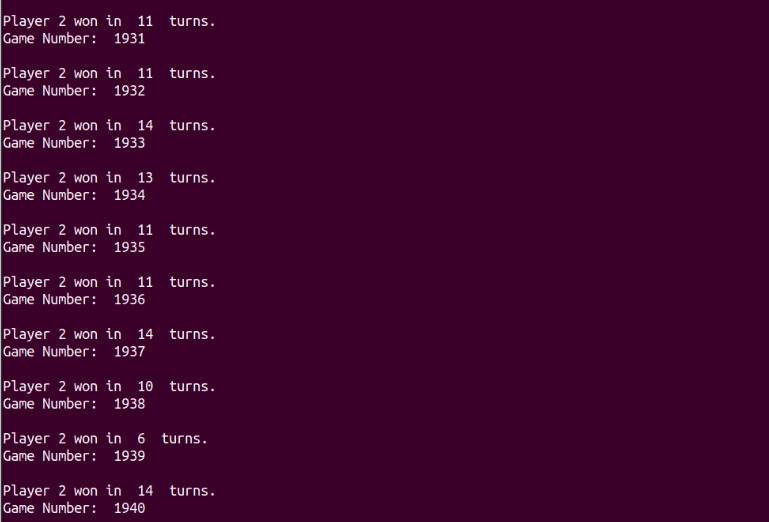 Player 2 won in  11  turns.
Game Number:  1931
Player 2 won in  11  turns.
Game Number:  1932
Player 2 won in  14  turns.
Game Number:  1933
Player 2 won in  13  turns.
Game Number:  1934
Player 2 won in  11  turns.
Game Number:  1935
Player 2 won in  11  turns.
Game Number:  1936
Player 2 won in  14  turns.
Game Number:  1937
Player 2 won in  10  turns.
Game Number:  1938
Player 2 won in  6  turns.
Game Number:  1939
Player 2 won in  14  turns.
Game Number:  1940